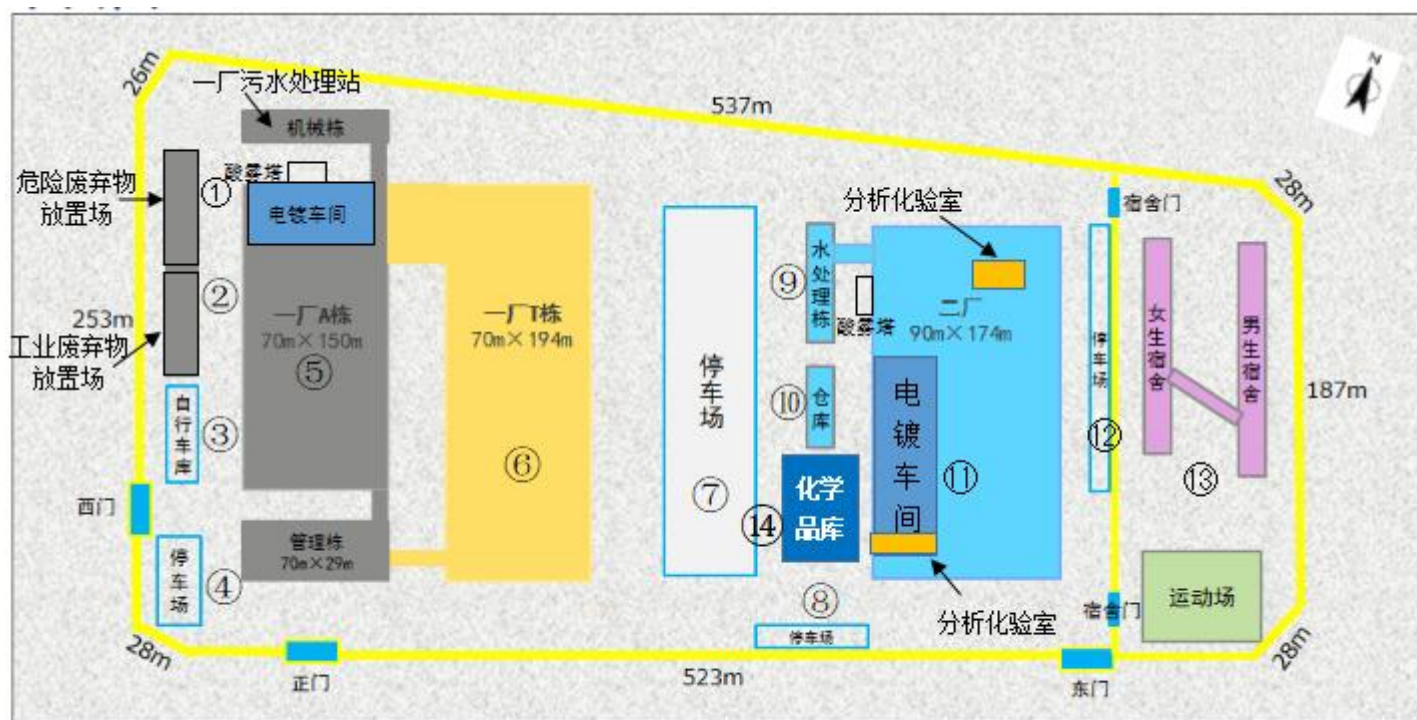 N
26m
一厂污水处理站
537m
机械栋
28m
危险废弃物
放置场
①
酸雾塔
电镀车间
分析化验室
宿舍门
水处理栋
⑨
②
253m
工业废弃物
放置场
一厂A栋
70m×150m
⑤
一厂T栋
70m×194m
酸雾塔
二厂
90m×174m
女生宿舍
男生宿舍
停车场
187m
停车场
⑩
仓库
电镀车间
⑫
自行车库
③
⑥
⑦
⑪
⑬
化学
品库
⑭
西门
管理栋
70m×29m
停车场
④
⑧
停车场
分析化验室
宿舍门
运动场
28m
正门
523m
东门
28m